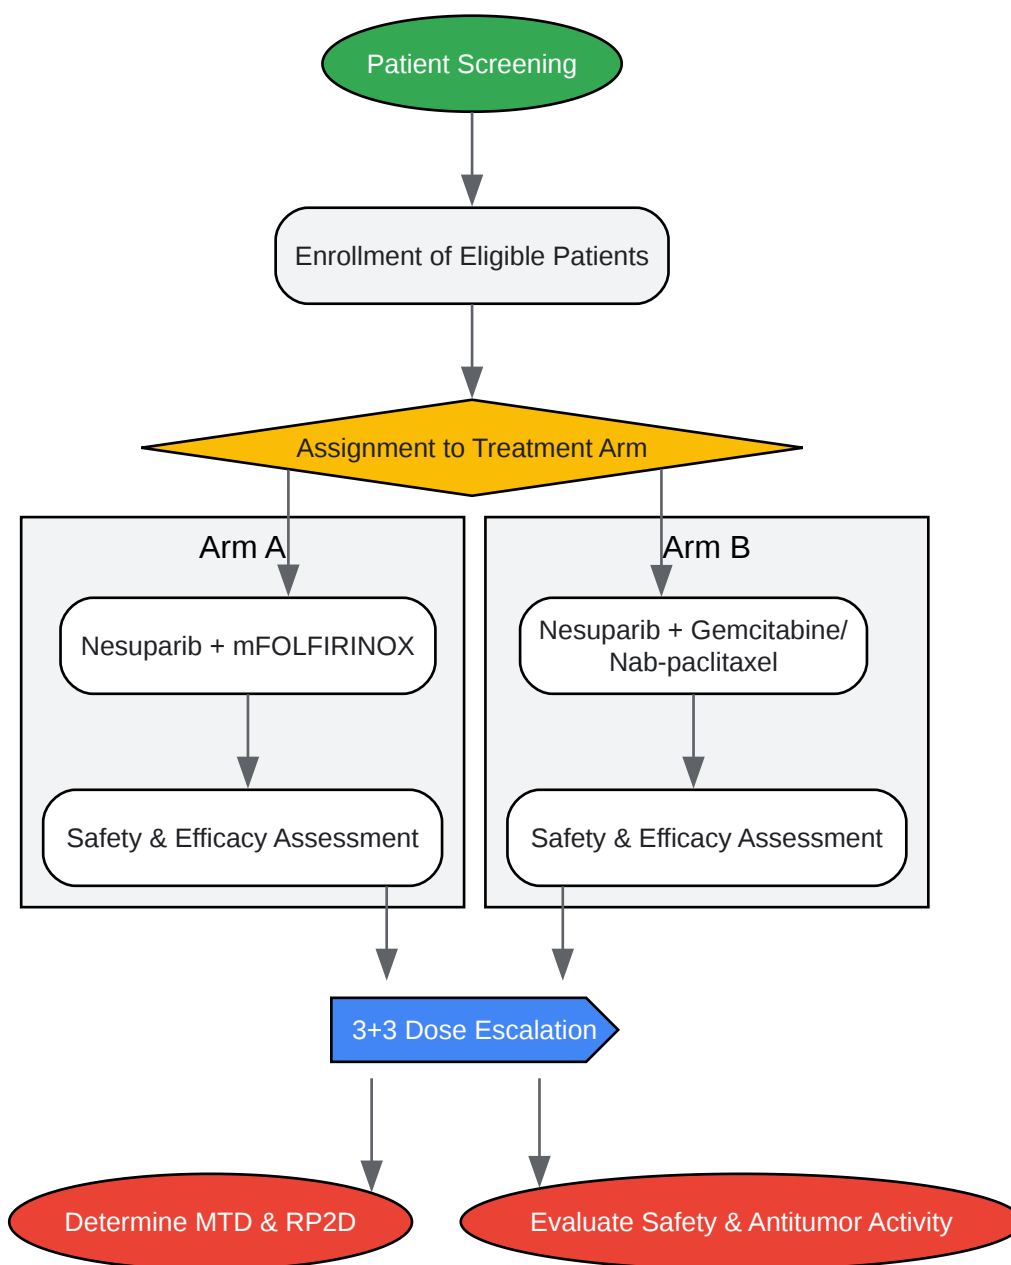 Patient Screening
Enrollment of Eligible Patients
Assignment to Treatment Arm
Arm A
Nesuparib + mFOLFIRINOX
Safety & Efficacy Assessment
Arm B
Nesuparib + Gemcitabine/
Nab-paclitaxel
Safety & Efficacy Assessment
3+3 Dose Escalation
Determine MTD & RP2D
Evaluate Safety & Antitumor Activity